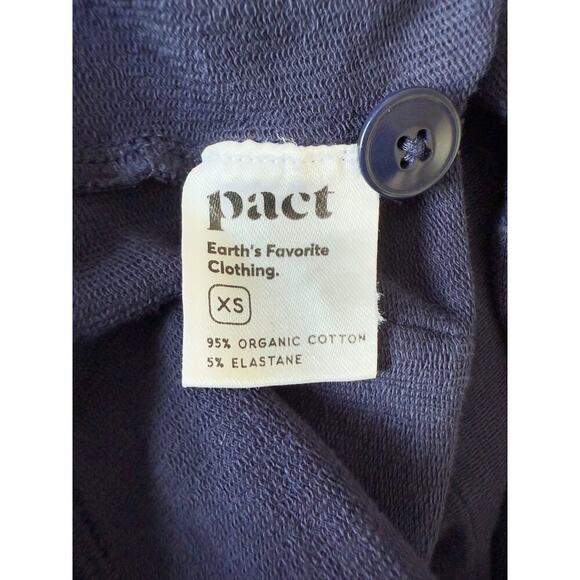 pact
Earth's Favorite
Clothing.
XS
95% ORGANIC COTTON
5% ELASTANE